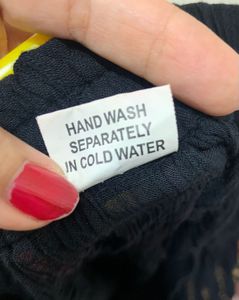 HAND WASH
SEPARATELY
IN COLD WATER